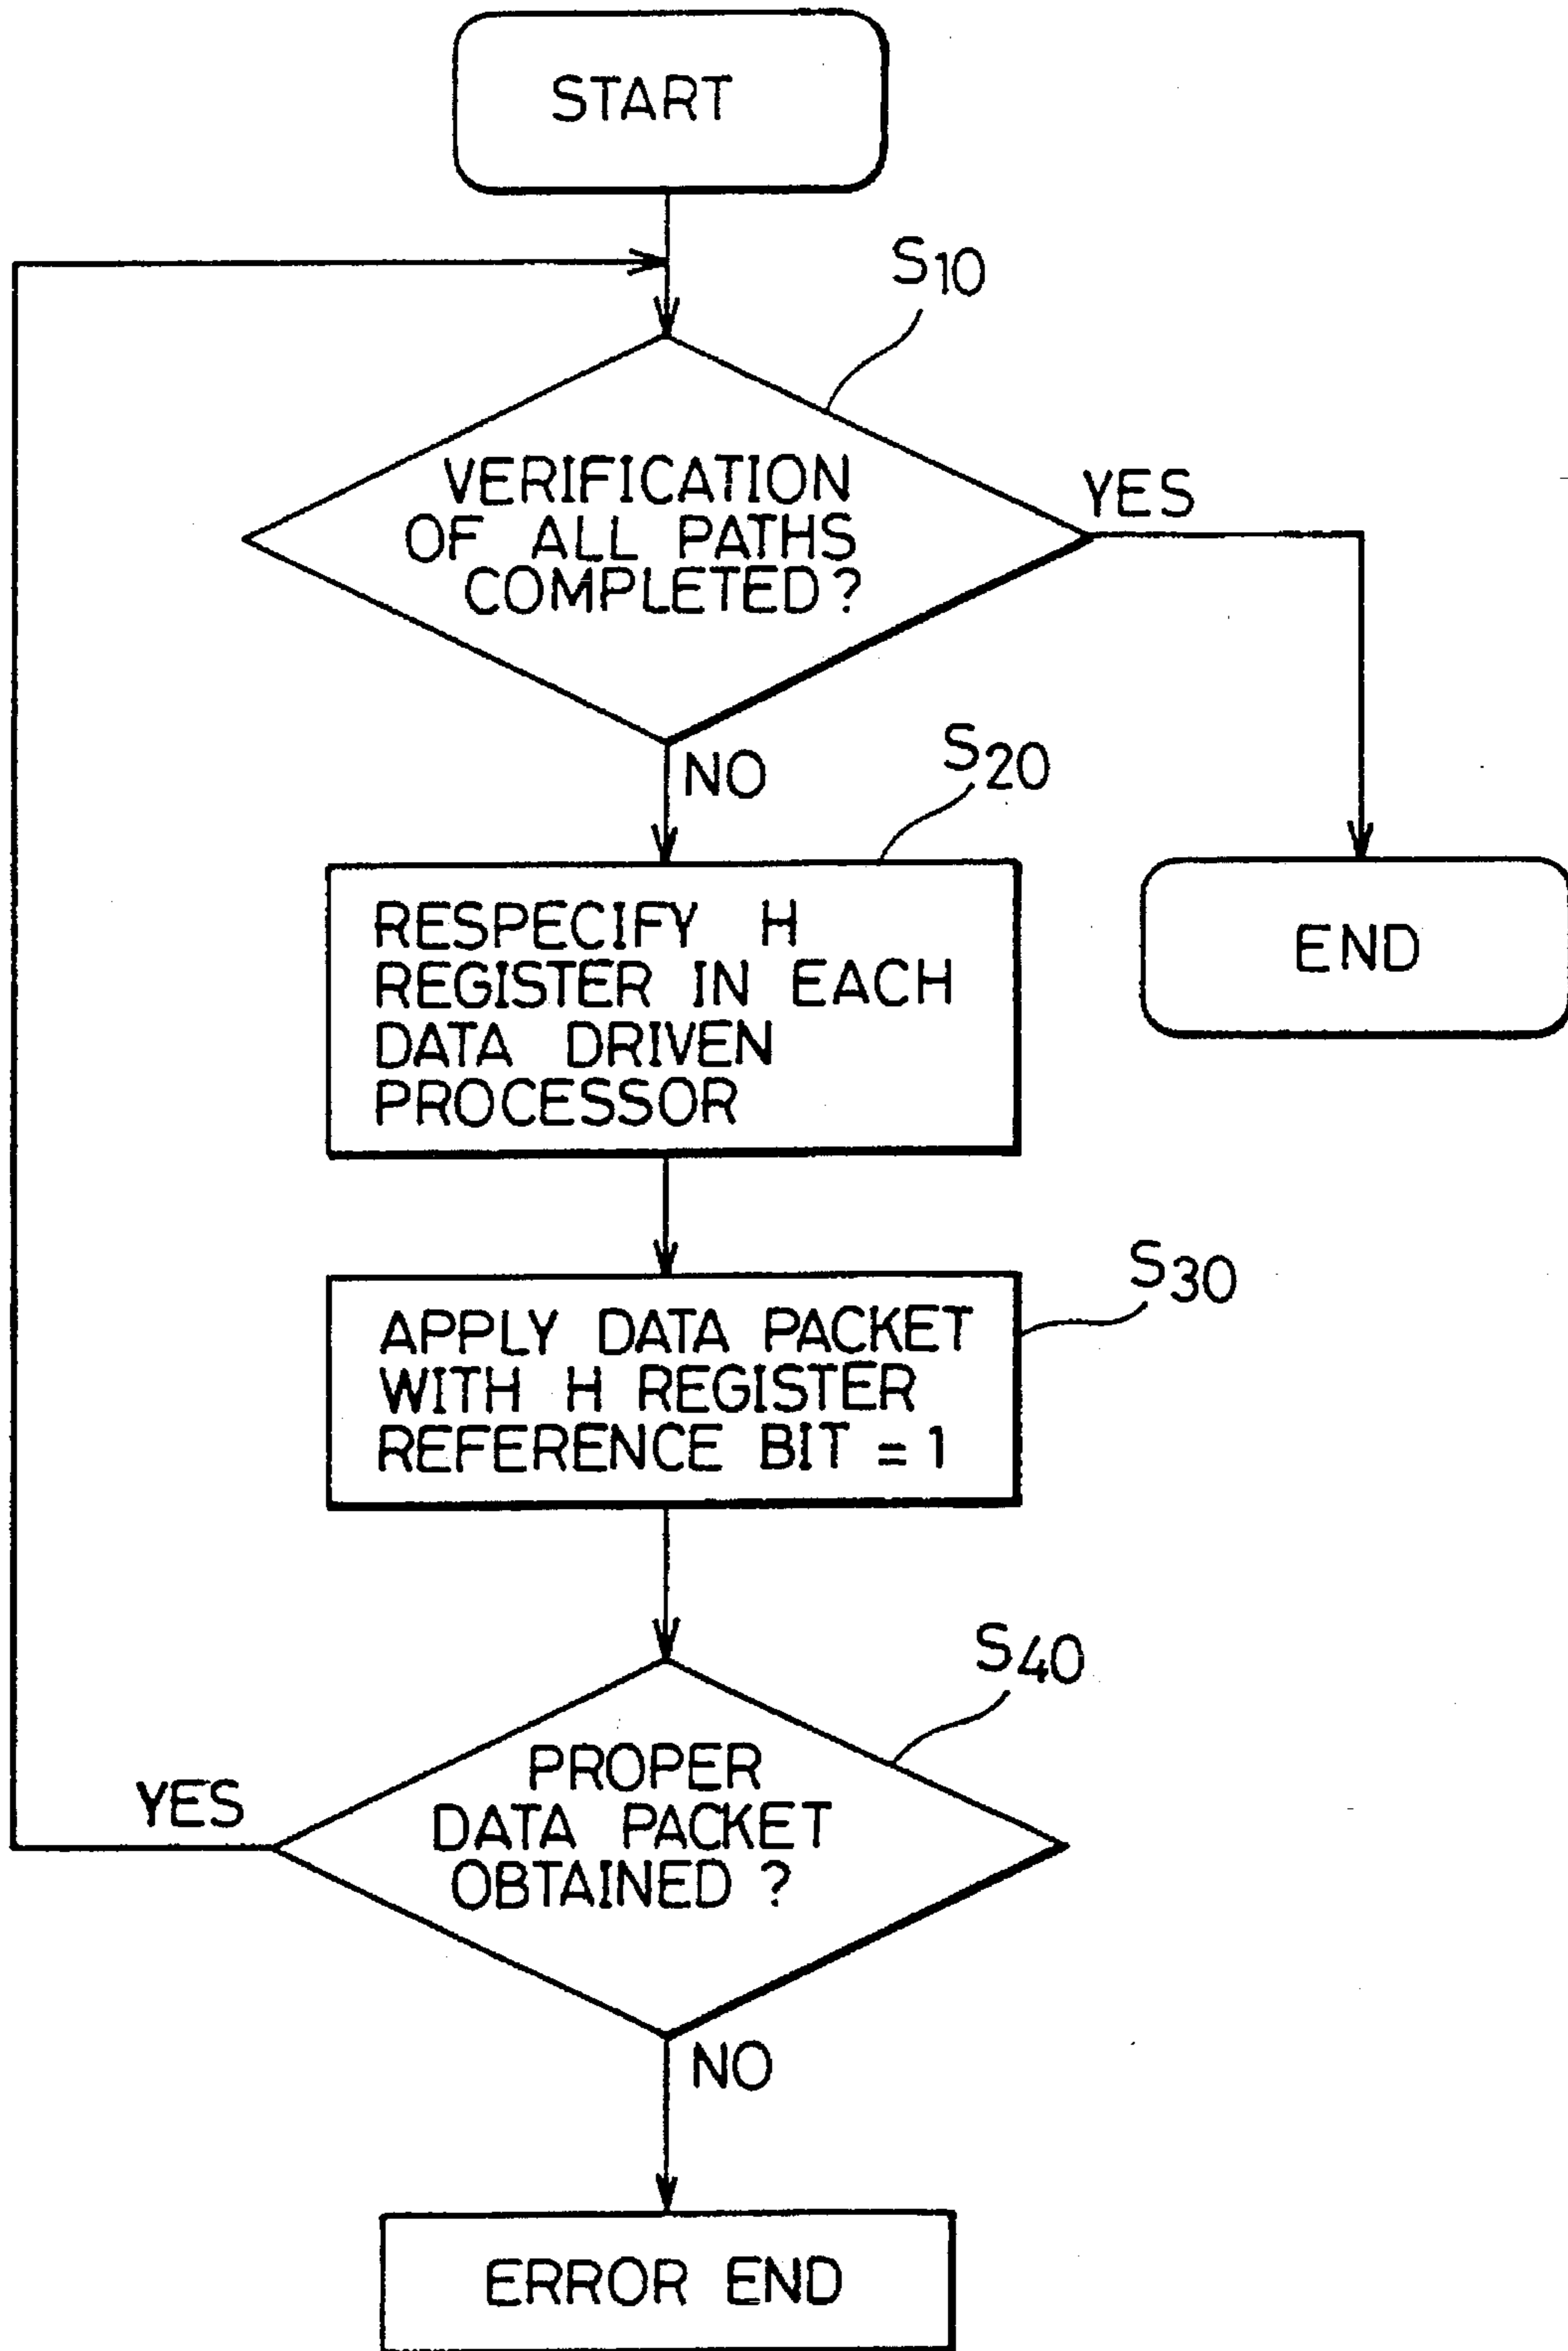 START
S10
VERIFICATION
OF ALL PATHS
COMPLETED?
YES
NO
S20
RESPECIFY H
REGISTER IN EACH
DATA DRIVEN
PROCESSOR
END
S30
APPLY DATA PACKET
WITH H REGISTER
REFERENCE BIT = 1
S40
PROPER
DATA PACKET
OBTAINED ?
YES
NO
ERROR END